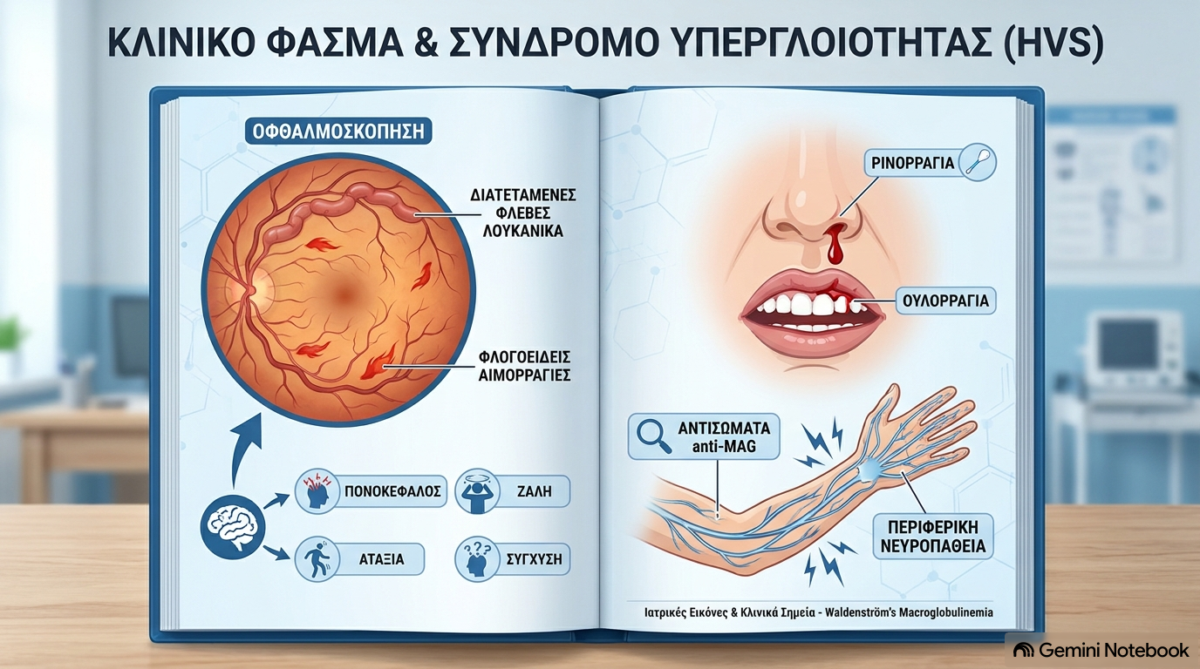 ΚΛΙΝΙΚΟ ΦΑΣΜΑ & ΣΥΝΔΡΟΜΟ ΥΠΕΡΓΛΟΙΟΤΗΤΑΣ (HVS)
ΟΦΘΑΛΜΟΣΚΟΠΗΣΗ
ΔΙΑΤΕΤΑΜΕΝΕΣ
ΦΛΕΒΕΣ
ΛΟΥΚΑΝΙΚΑ
ΦΛΟΓΟΕΙΔΕΙΣ
ΑΙΜΟΡΡΑΓΙΕΣ
ΠΟΝΟΚΕΦΑΛΟΣ
ΖΑΛΗ
ΑΤΑΞΙΑ
ΣΥΓΧΥΣΗ
ΡΙΝΟΡΡΑΓΙΑ
ΟΥΛΟΡΡΑΓΙΑ
ΑΝΤΙΣΩΜΑΤΑ
anti-MAG
ΠΕΡΙΦΕΡΙΚΗ
ΝΕΥΡΟΠΑΘΕΙΑ
Ιατρικές Εικόνες & Κλινικά Σημεία - Waldenström's Macroglobulinemia
Gemini Notebook